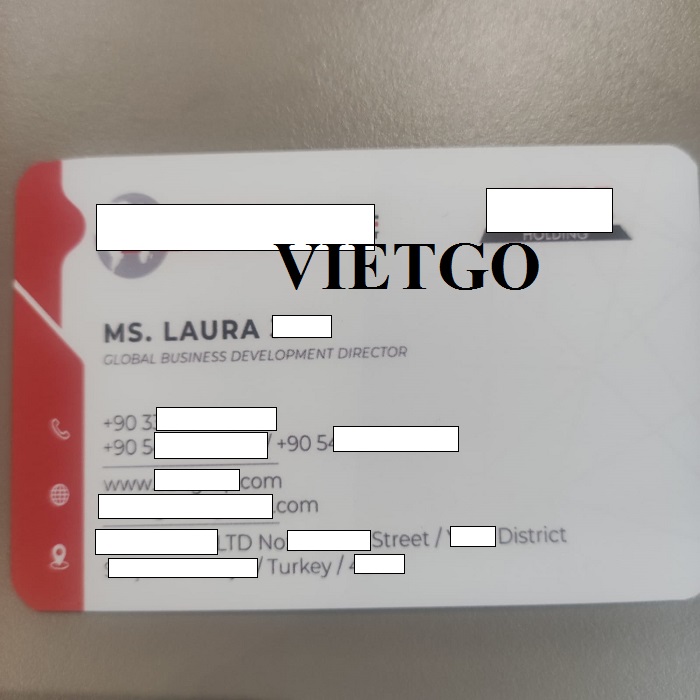 HOLDING
VIETGO
MS. LAURA
GLOBAL BUSINESS DEVELOPMENT DIRECTOR
+90 3
+90 5 / +90 54
www. .com
.com
LTD No Street / District
/ Turkey / 4